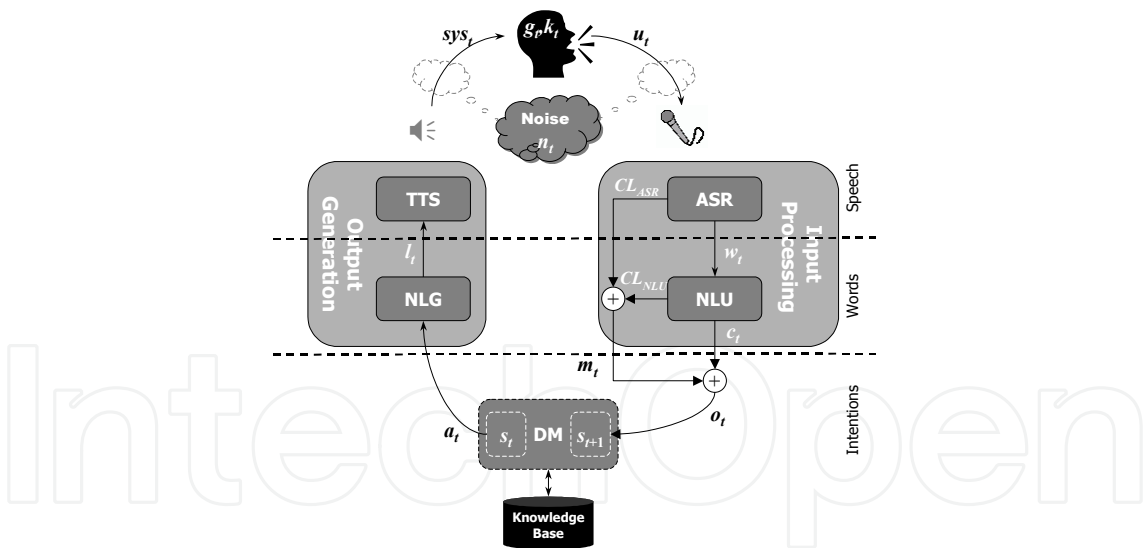 sys_t
g_t, k_t
u_t
Noise
n_t
Output
Generation
TTS
l_t
NLG
CL_ASR
ASR
w_t
CL_NLU
+
NLU
c_t
Input
Processing
Speech
Words
Intentions
m_t
+
o_t
a_t
s_t
DM
s_t+1
Knowledge
Base
IntechOpen